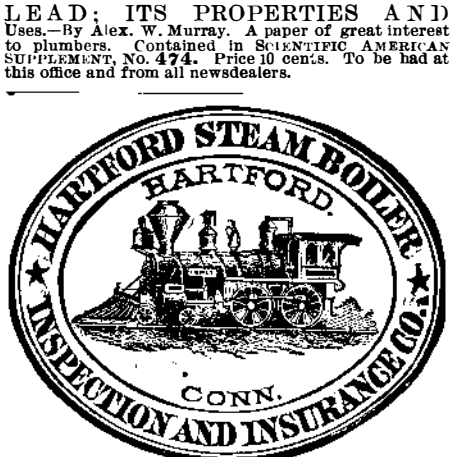 LEAD; ITS PROPERTIES AND
Uses.—By Alex. W. Murray. A paper of great interest
to plumbers. Contained in SCIENTIFIC AMERICAN
SUPPLEMENT, No. 474. Price 10 cents. To be had at
this office and from all newsdealers.
HARTFORD STEAM BOILER
HARTFORD.
CONN.
INSPECTION AND INSURANCE CO.